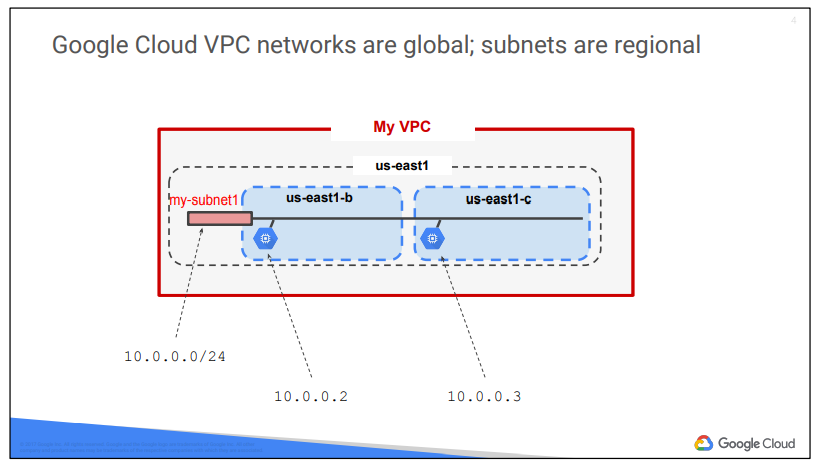 4
Google Cloud VPC networks are global; subnets are regional
My VPC
us-east1
my-subnet1
us-east1-b
us-east1-c
10.0.0.0/24
10.0.0.2
10.0.0.3
Google Cloud